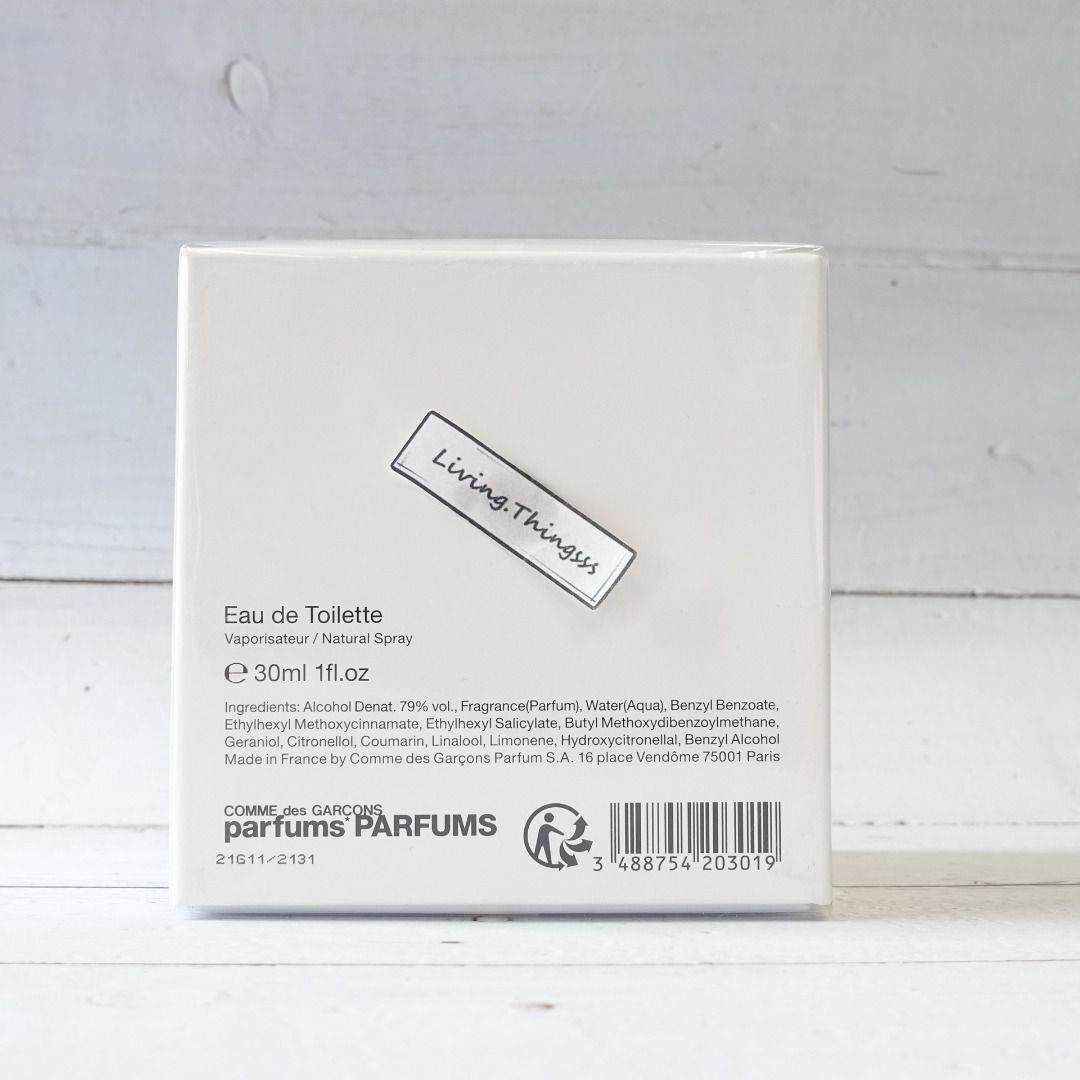 Living.Thingsss
Eau de Toilette
Vaporisateur / Natural Spray
℮ 30ml 1fl.oz
Ingredients: Alcohol Denat. 79% vol., Fragrance(Parfum), Water(Aqua), Benzyl Benzoate,
Ethylhexyl Methoxycinnamate, Ethylhexyl Salicylate, Butyl Methoxydibenzoylmethane,
Geraniol, Citronellol, Coumarin, Linalool, Limonene, Hydroxycitronellal, Benzyl Alcohol
Made in France by Comme des Garçons Parfum S.A. 16 place Vendôme 75001 Paris
COMME des GARÇONS
parfums* PARFUMS
21G11/2131
3 488754 203019